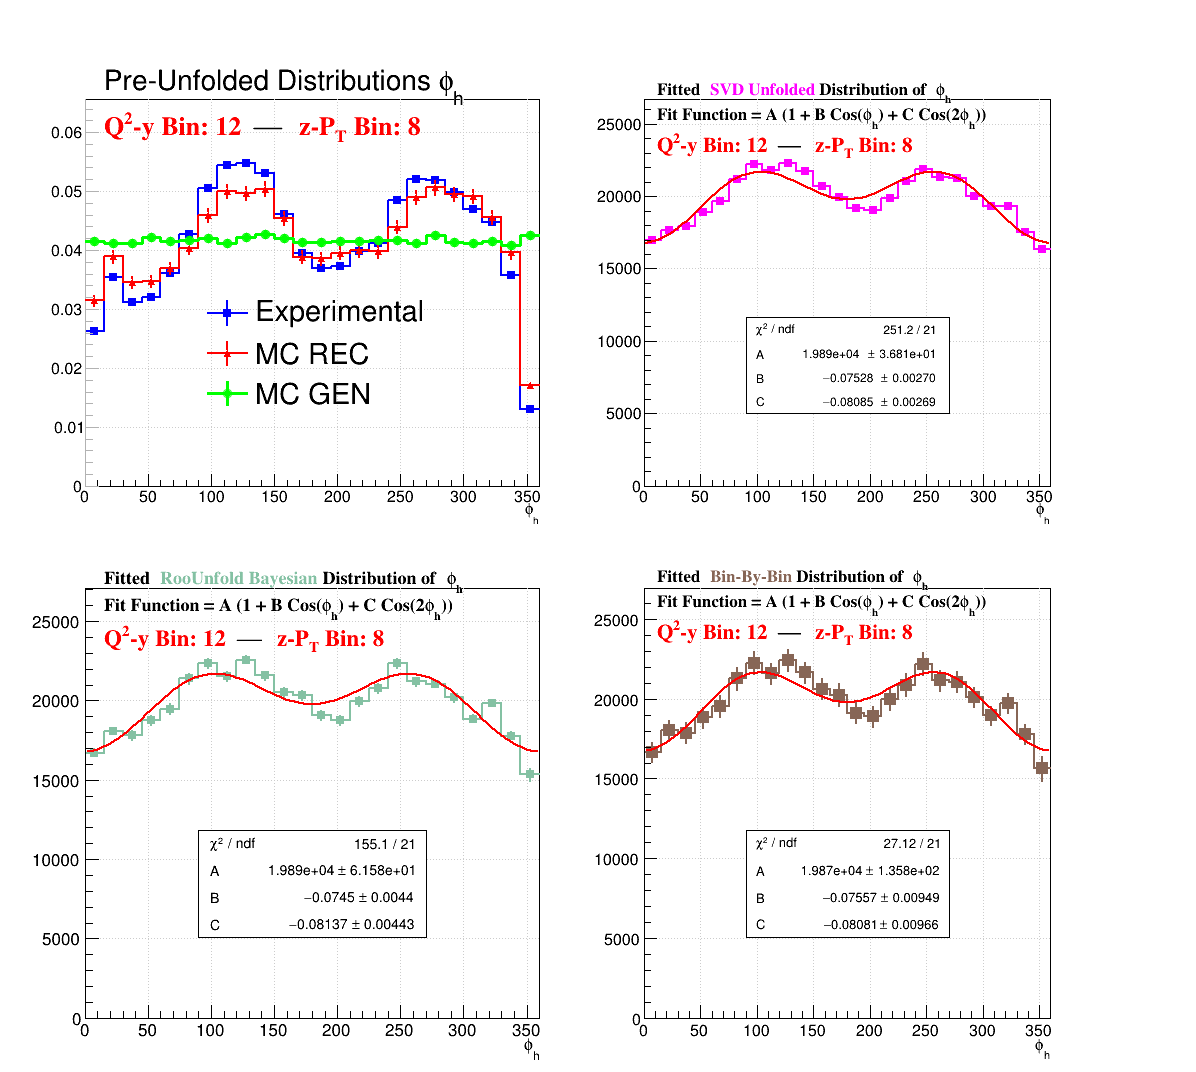 Pre-Unfolded Distributions ϕh
Q²-y Bin: 12 — z-PT Bin: 8
0.06
0.05
0.04
0.03
0.02
0.01
0
Experimental
MC REC
MC GEN
0 50 100 150 200 250 300 350
ϕh
Fitted SVD Unfolded Distribution of ϕh
Fit Function = A (1 + B Cos(ϕh) + C Cos(2ϕh))
Q²-y Bin: 12 — z-PT Bin: 8
25000
20000
15000
10000
5000
0
χ² / ndf 251.2 / 21
A 1.989e+04 ± 3.681e+01
B −0.07528 ± 0.00270
C −0.08085 ± 0.00269
0 50 100 150 200 250 300 350
ϕh
Fitted RooUnfold Bayesian Distribution of ϕh
Fit Function = A (1 + B Cos(ϕh) + C Cos(2ϕh))
Q²-y Bin: 12 — z-PT Bin: 8
25000
20000
15000
10000
5000
0
χ² / ndf 155.1 / 21
A 1.989e+04 ± 6.158e+01
B −0.0745 ± 0.0044
C −0.08137 ± 0.00443
0 50 100 150 200 250 300 350
ϕh
Fitted Bin-By-Bin Distribution of ϕh
Fit Function = A (1 + B Cos(ϕh) + C Cos(2ϕh))
Q²-y Bin: 12 — z-PT Bin: 8
25000
20000
15000
10000
5000
0
χ² / ndf 27.12 / 21
A 1.987e+04 ± 1.358e+02
B −0.07557 ± 0.00949
C −0.08081 ± 0.00966
0 50 100 150 200 250 300 350
ϕh